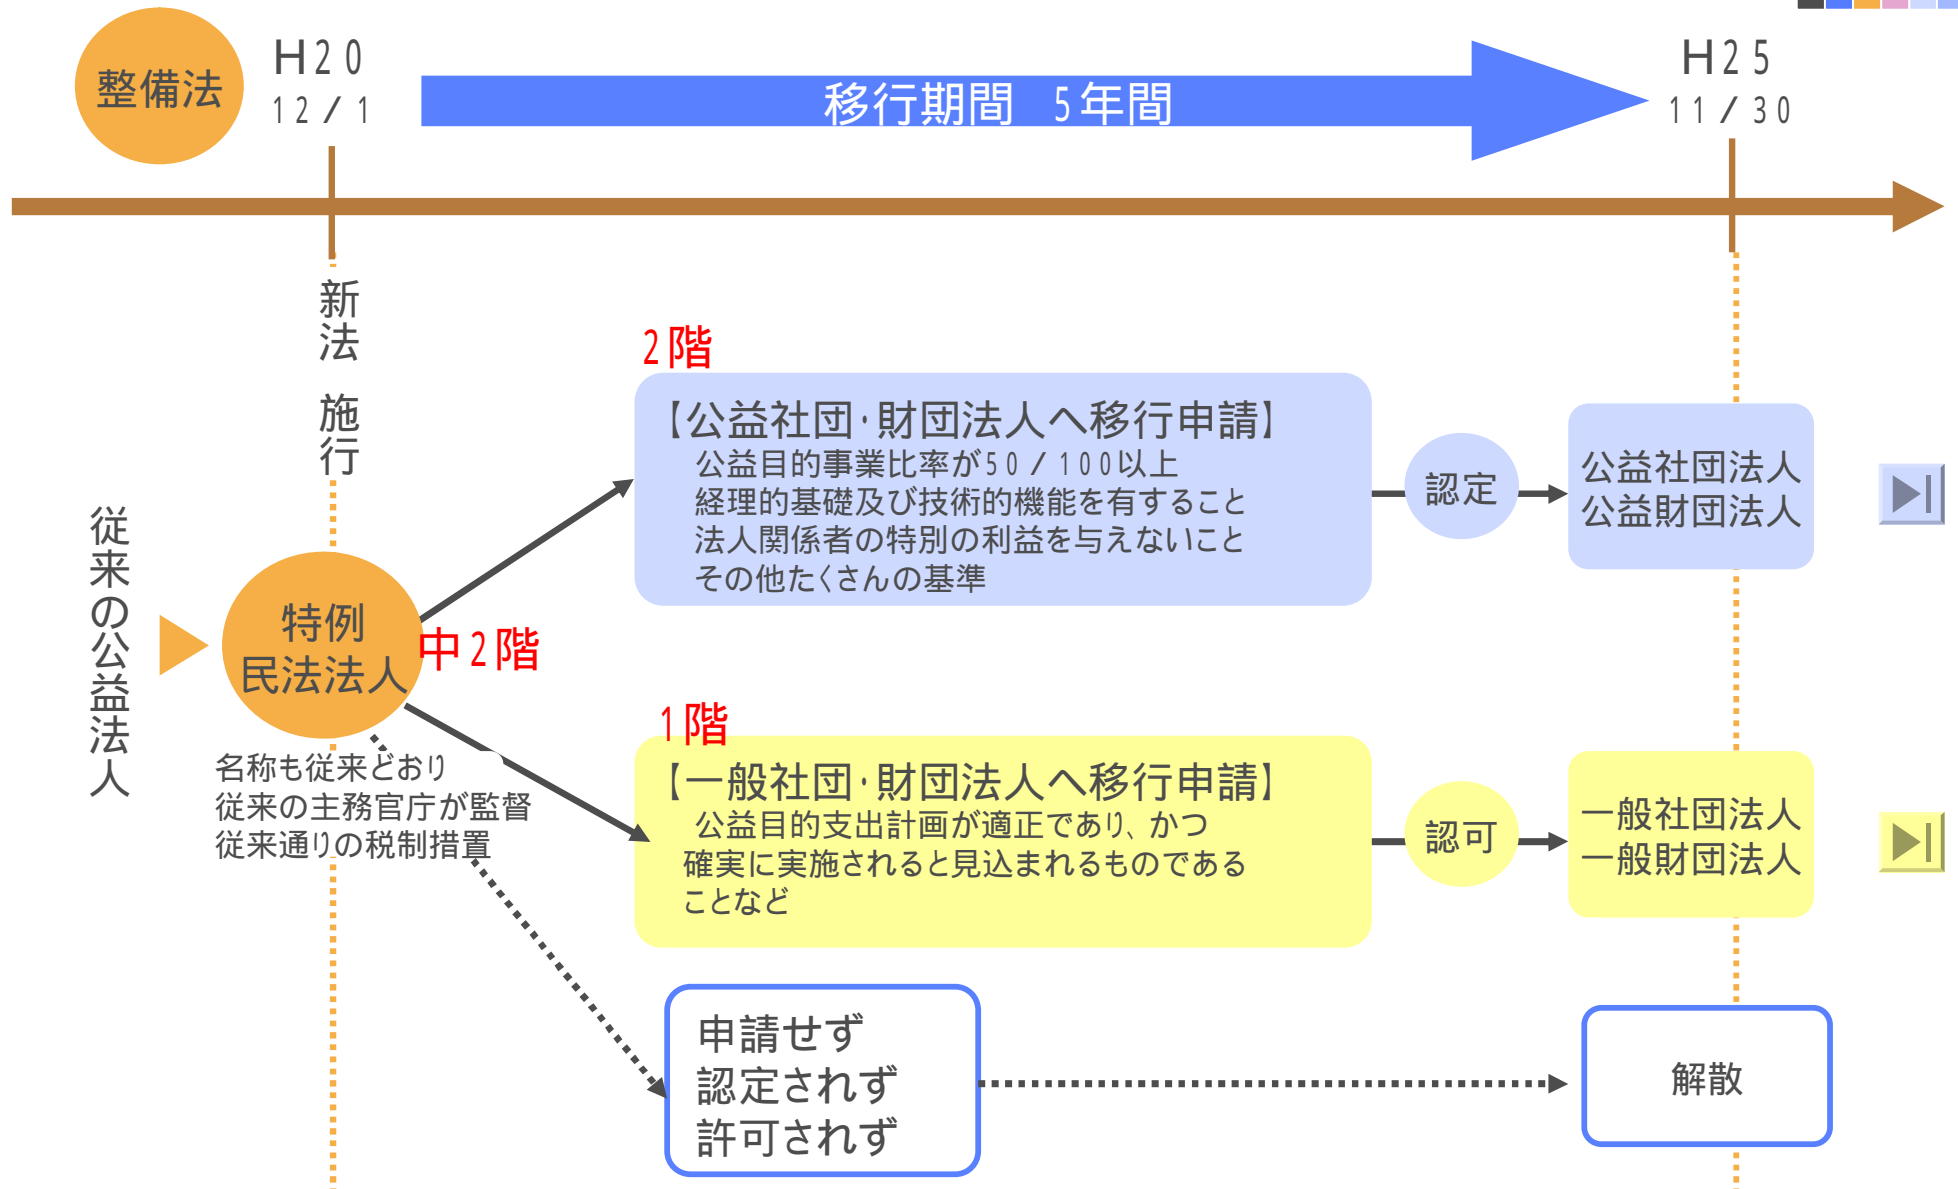 整備法
H20
12/1
移行期間　5年間
H25
11/30
新法　施行
従来の公益法人
特例
民法法人
中2階
名称も従来どおり
従来の主務官庁が監督
従来通りの税制措置
2階
【公益社団・財団法人へ移行申請】
公益目的事業比率が50/100以上
経理的基礎及び技術的機能を有すること
法人関係者の特別の利益を与えないこと
その他たくさんの基準
認定
公益社団法人
公益財団法人
1階
【一般社団・財団法人へ移行申請】
公益目的支出計画が適正であり、かつ
確実に実施されると見込まれるものである
ことなど
認可
一般社団法人
一般財団法人
申請せず
認定されず
許可されず
解散